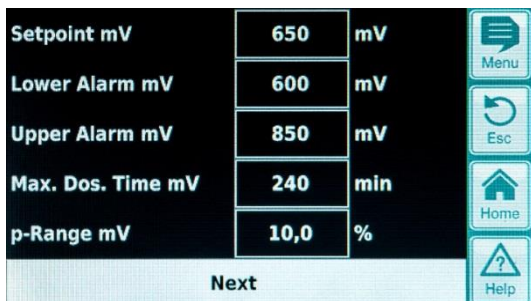 Setpoint mV 650 mV
Menu
Lower Alarm mV 600 mV
Upper Alarm mV 850 mV
Esc
Max. Dos. Time mV 240 min
Home
p-Range mV 10,0 %
Next
Help